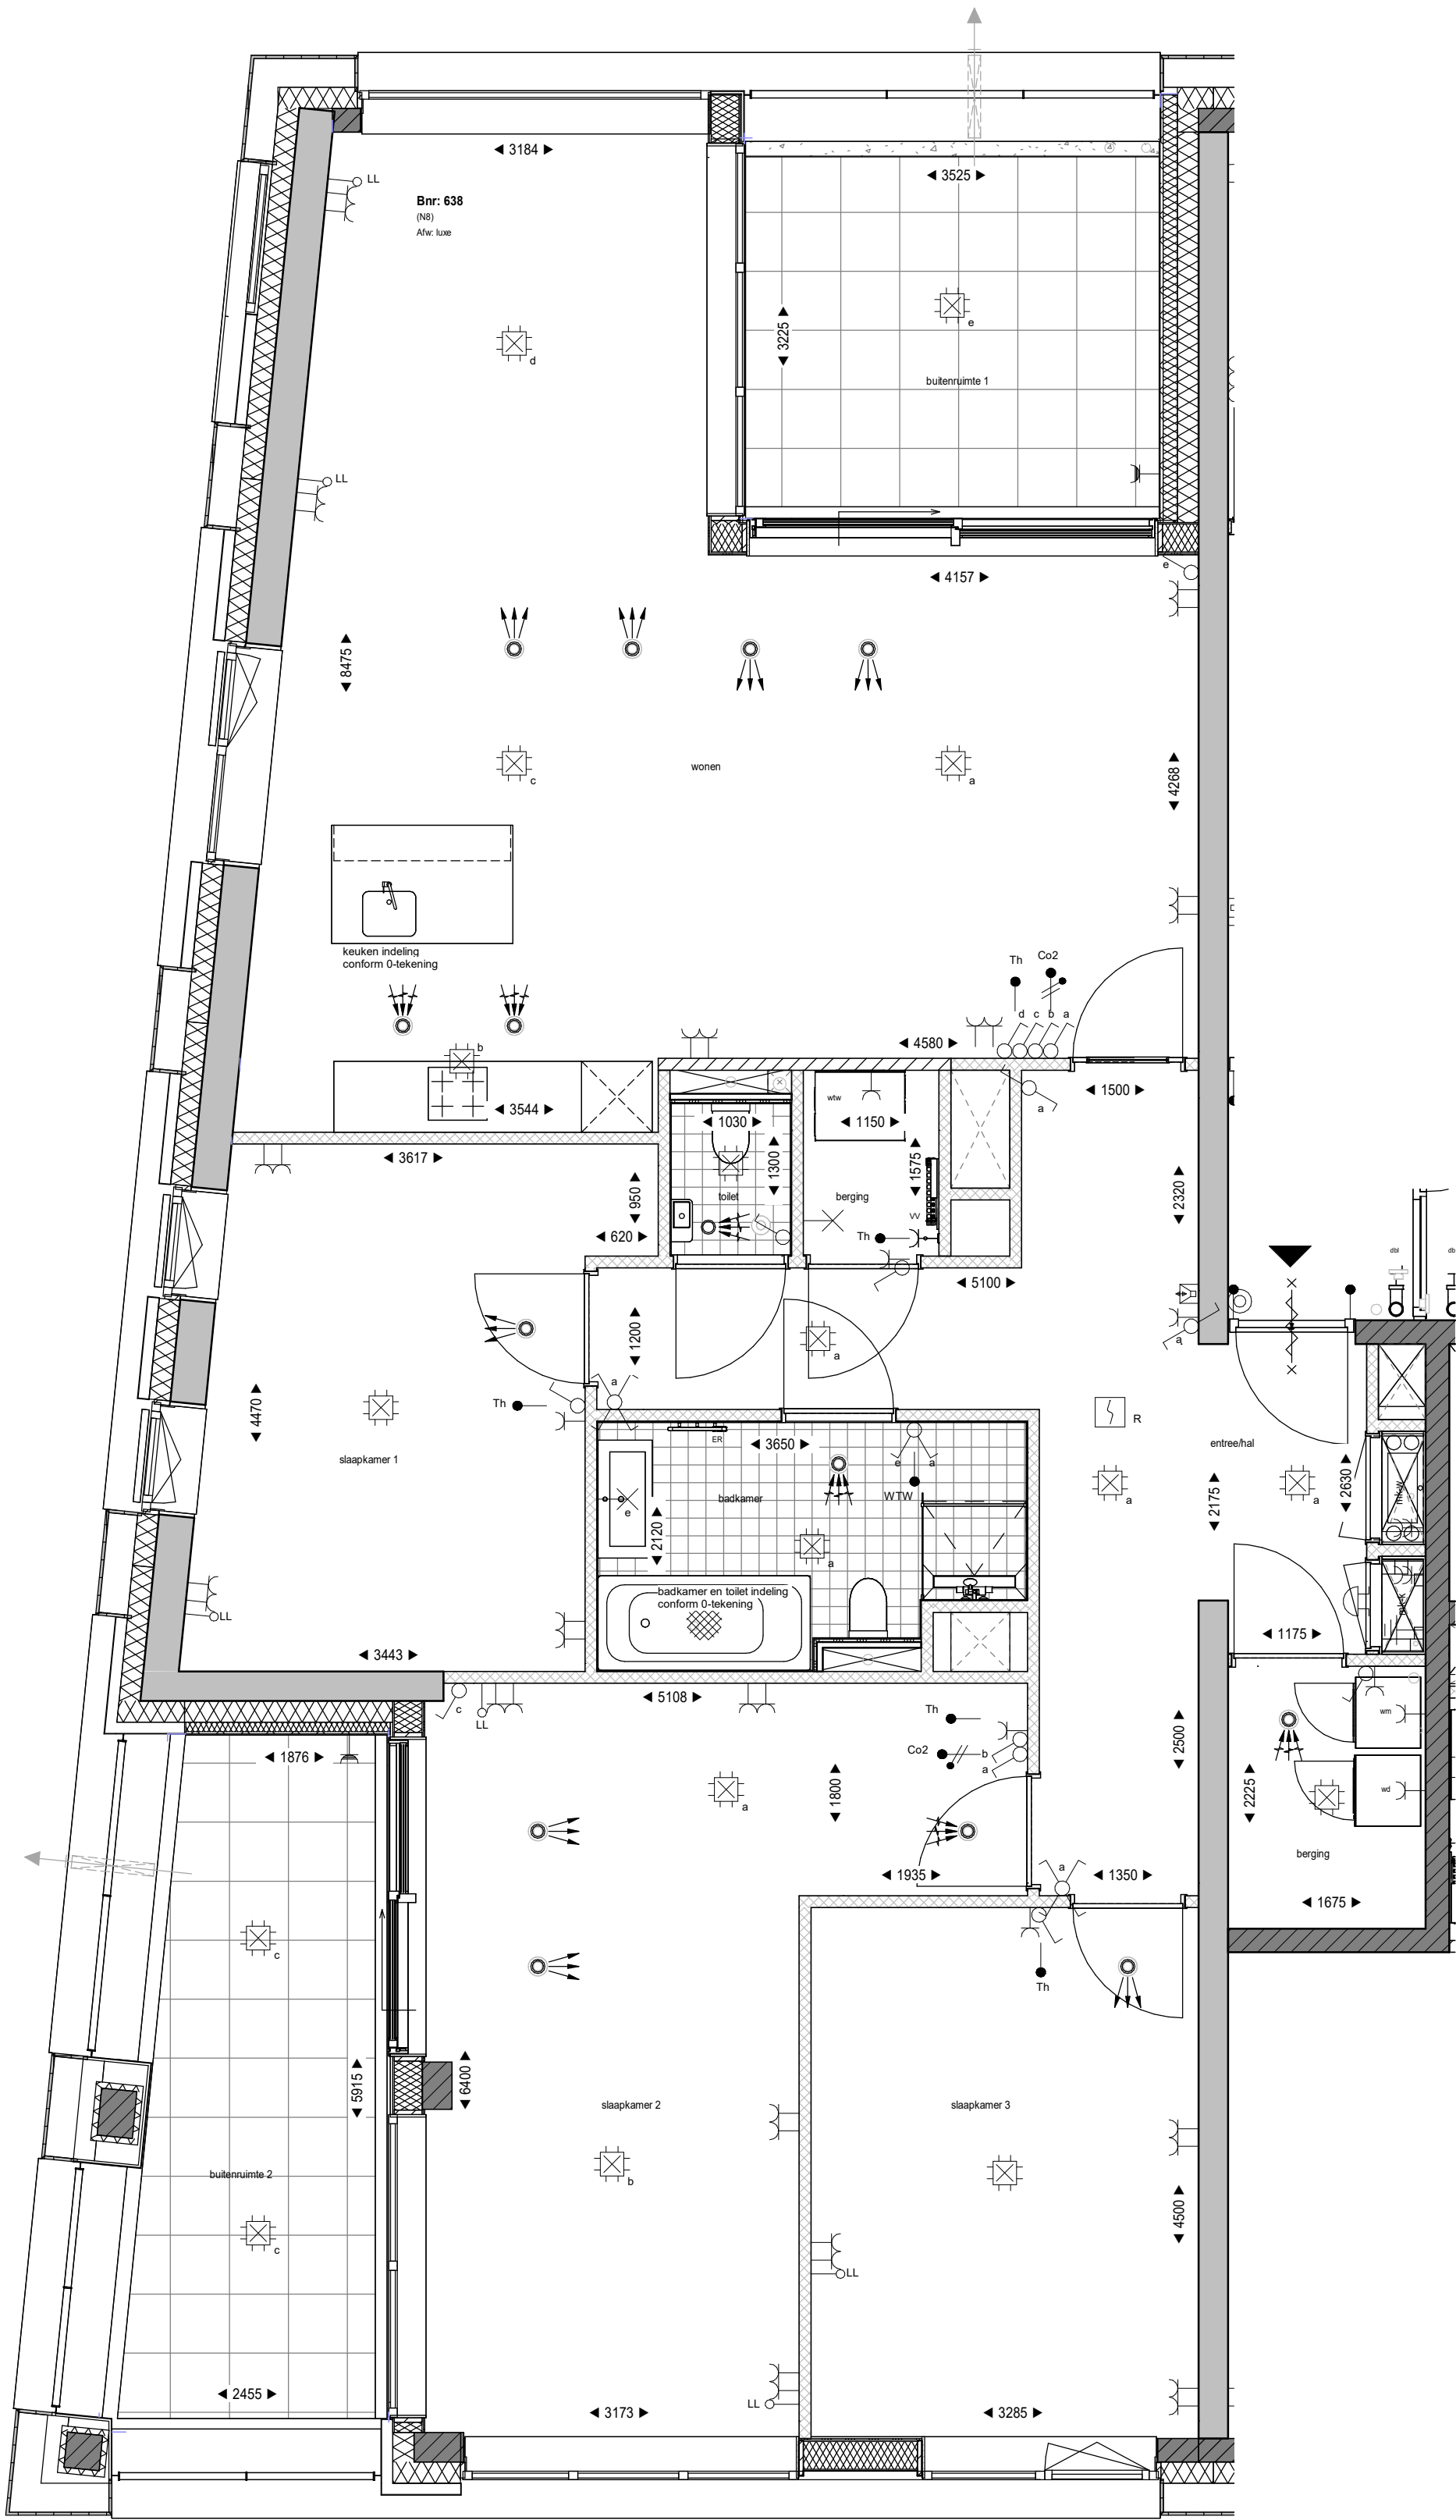 3184
3525
LL
Bnr: 638
(N8)
Afw: luxe
e
3225
d
buitenruimte 1
LL
e
4157
8475
c
wonen
a
4268
keuken indeling
conform 0-tekening
Th
Co2
d c b a
4580
b
3544
1030
wtw
1150
a
1500
3617
1300
1575
950
toilet
berging
VV
2320
620
Th
5100
dbl
1200
a
a
4470
Th
a
R
ER
3650
entree/hal
slaapkamer 1
e
a
WTW
badkamer
e
2120
a
a
2175
a
2630
mk-w
badkamer en toilet indeling
conform 0-tekening
LL
mk-k
1175
3443
5108
c
LL
Th
Co2
b
a
1876
2500
wm
a
1800
2225
wd
1935
a
1350
berging
1675
c
Th
5915
6400
slaapkamer 2
slaapkamer 3
buitenruimte 2
b
c
4500
LL
2455
LL
3173
3285